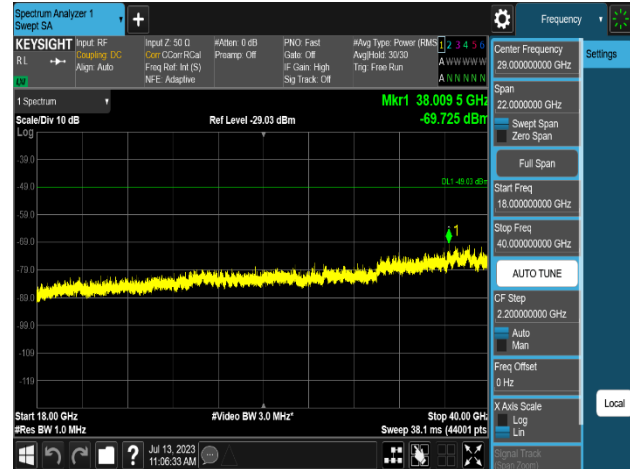 Spectrum Analyzer 1
Swept SA
Frequency
KEYSIGHT
Input: RF
Input Z: 50 Ω
#Atten: 0 dB
PNO: Fast
#Avg Type: Power (RMS
1 2 3 4 5 6
RL
Coupling: DC
Corr CCorr RCal
Preamp: Off
Gate: Off
Avg|Hold: 30/30
A W W W W W
Align: Auto
Freq Ref: Int (S)
IF Gain: High
Trig: Free Run
LNI
NFE: Adaptive
Sig Track: Off
A N N N N N
1 Spectrum
Mkr1 38.009 5 GHz
Scale/Div 10 dB
Ref Level -29.03 dBm
-69.725 dBm
Log
-39.0
DL1 -49.03 dBm
-49.0
-59.0
1
-69.0
-79.0
-89.0
-99.0
-109
-119
Start 18.00 GHz
#Video BW 3.0 MHz*
Stop 40.00 GHz
#Res BW 1.0 MHz
Sweep 38.1 ms (44001 pts
Jul 13, 2023
11:06:33 AM
Center Frequency
29.000000000 GHz
Settings
Span
22.0000000 GHz
Swept Span
Zero Span
Full Span
Start Freq
18.000000000 GHz
Stop Freq
40.000000000 GHz
AUTO TUNE
CF Step
2.200000000 GHz
Auto
Man
Freq Offset
0 Hz
X Axis Scale
Log
Lin
Local
Signal Track
(Span Zoom)